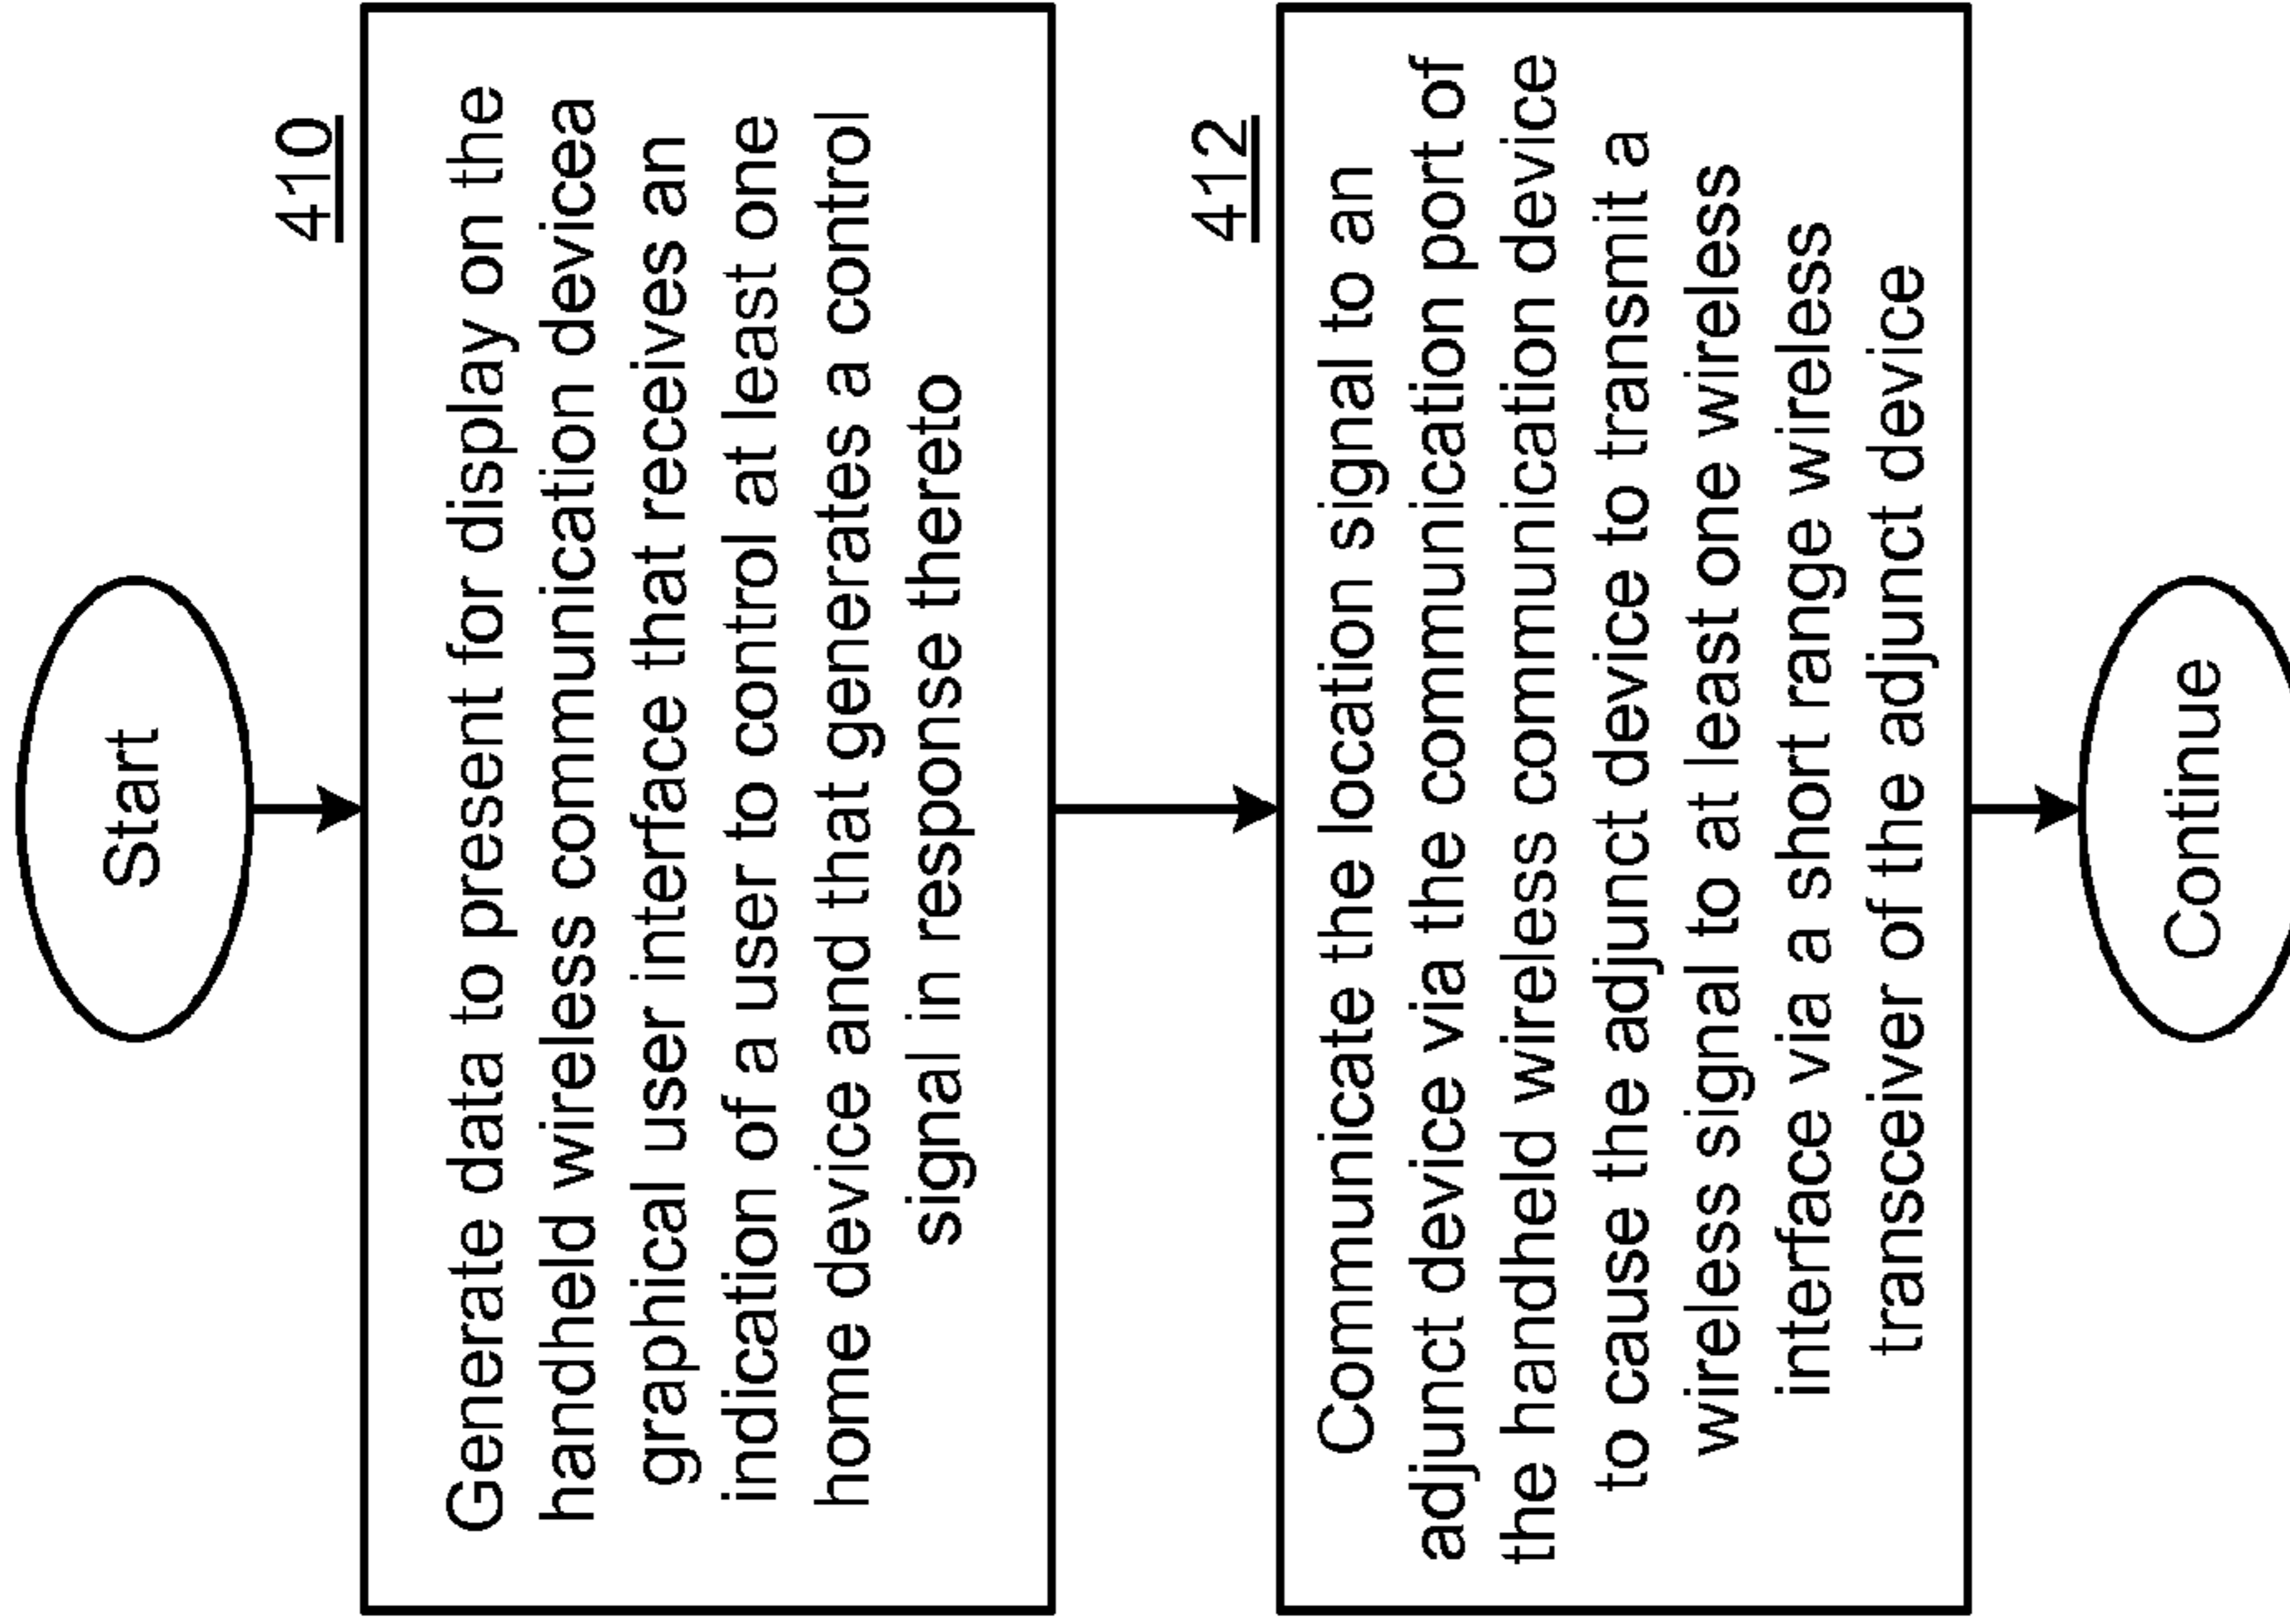 Start
410
Generate data to present for display on the
handheld wireless communication devicea
graphical user interface that receives an
indication of a user to control at least one
home device and that generates a control
signal in response thereto
412
Communicate the location signal to an
adjunct device via the communication port of
the handheld wireless communication device
to cause the adjunct device to transmit a
wireless signal to at least one wireless
interface via a short range wireless
transceiver of the adjunct device
Continue